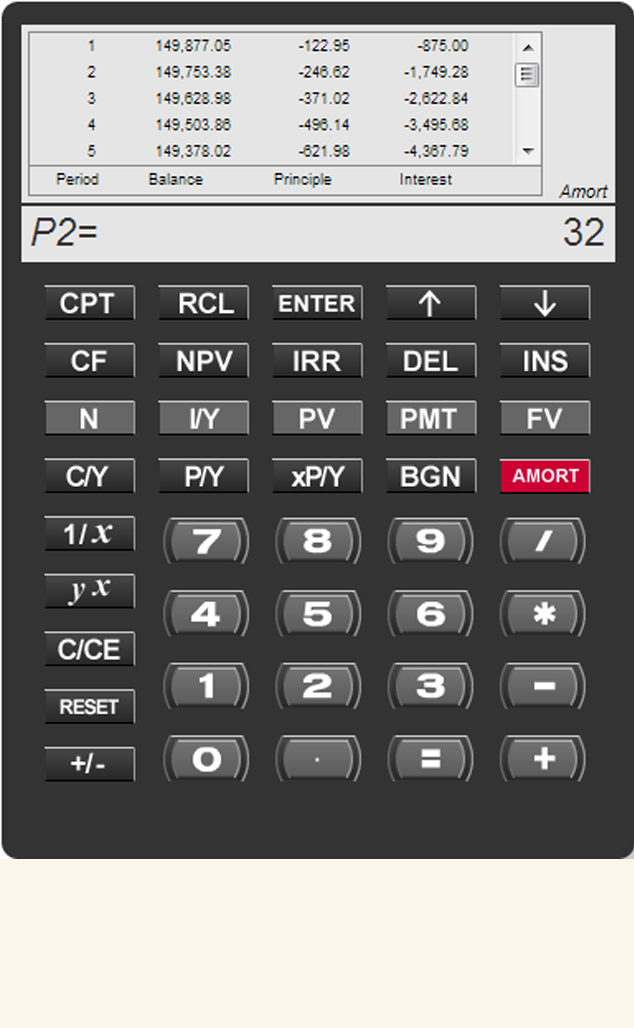 1 149,877.05 -122.95 -875.00
2 149,753.38 -246.62 -1,749.28
3 149,628.98 -371.02 -2,622.84
4 149,503.86 -496.14 -3,495.68
5 149,378.02 -621.98 -4,367.79
Period Balance Principle Interest
Amort
P2= 32
CPT RCL ENTER ↑ ↓
CF NPV IRR DEL INS
N I/Y PV PMT FV
C/Y P/Y xP/Y BGN AMORT
1/x 7 8 9 /
y x 4 5 6 *
C/CE
RESET 1 2 3 -
+/- 0 . = +